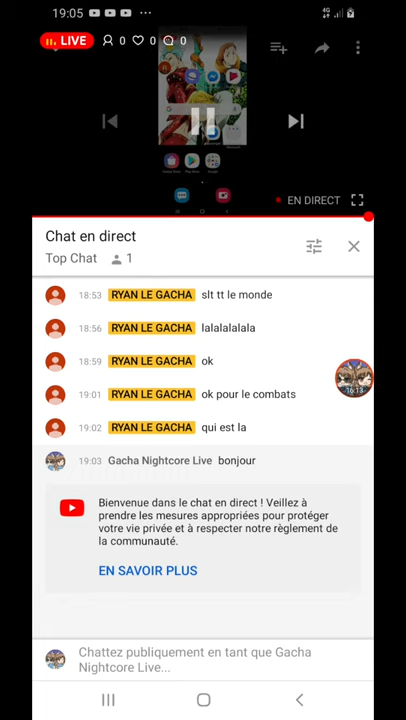 19:05
4G
LIVE 0 0 0
EN DIRECT
Chat en direct
Top Chat 1
18:53 RYAN LE GACHA slt tt le monde
18:56 RYAN LE GACHA lalalalalala
18:59 RYAN LE GACHA ok
19:01 RYAN LE GACHA ok pour le combats
16:13
19:02 RYAN LE GACHA qui est la
19:03 Gacha Nightcore Live bonjour
Bienvenue dans le chat en direct ! Veillez à
prendre les mesures appropriées pour protéger
votre vie privée et à respecter notre règlement de
la communauté.
EN SAVOIR PLUS
Chattez publiquement en tant que Gacha
Nightcore Live...